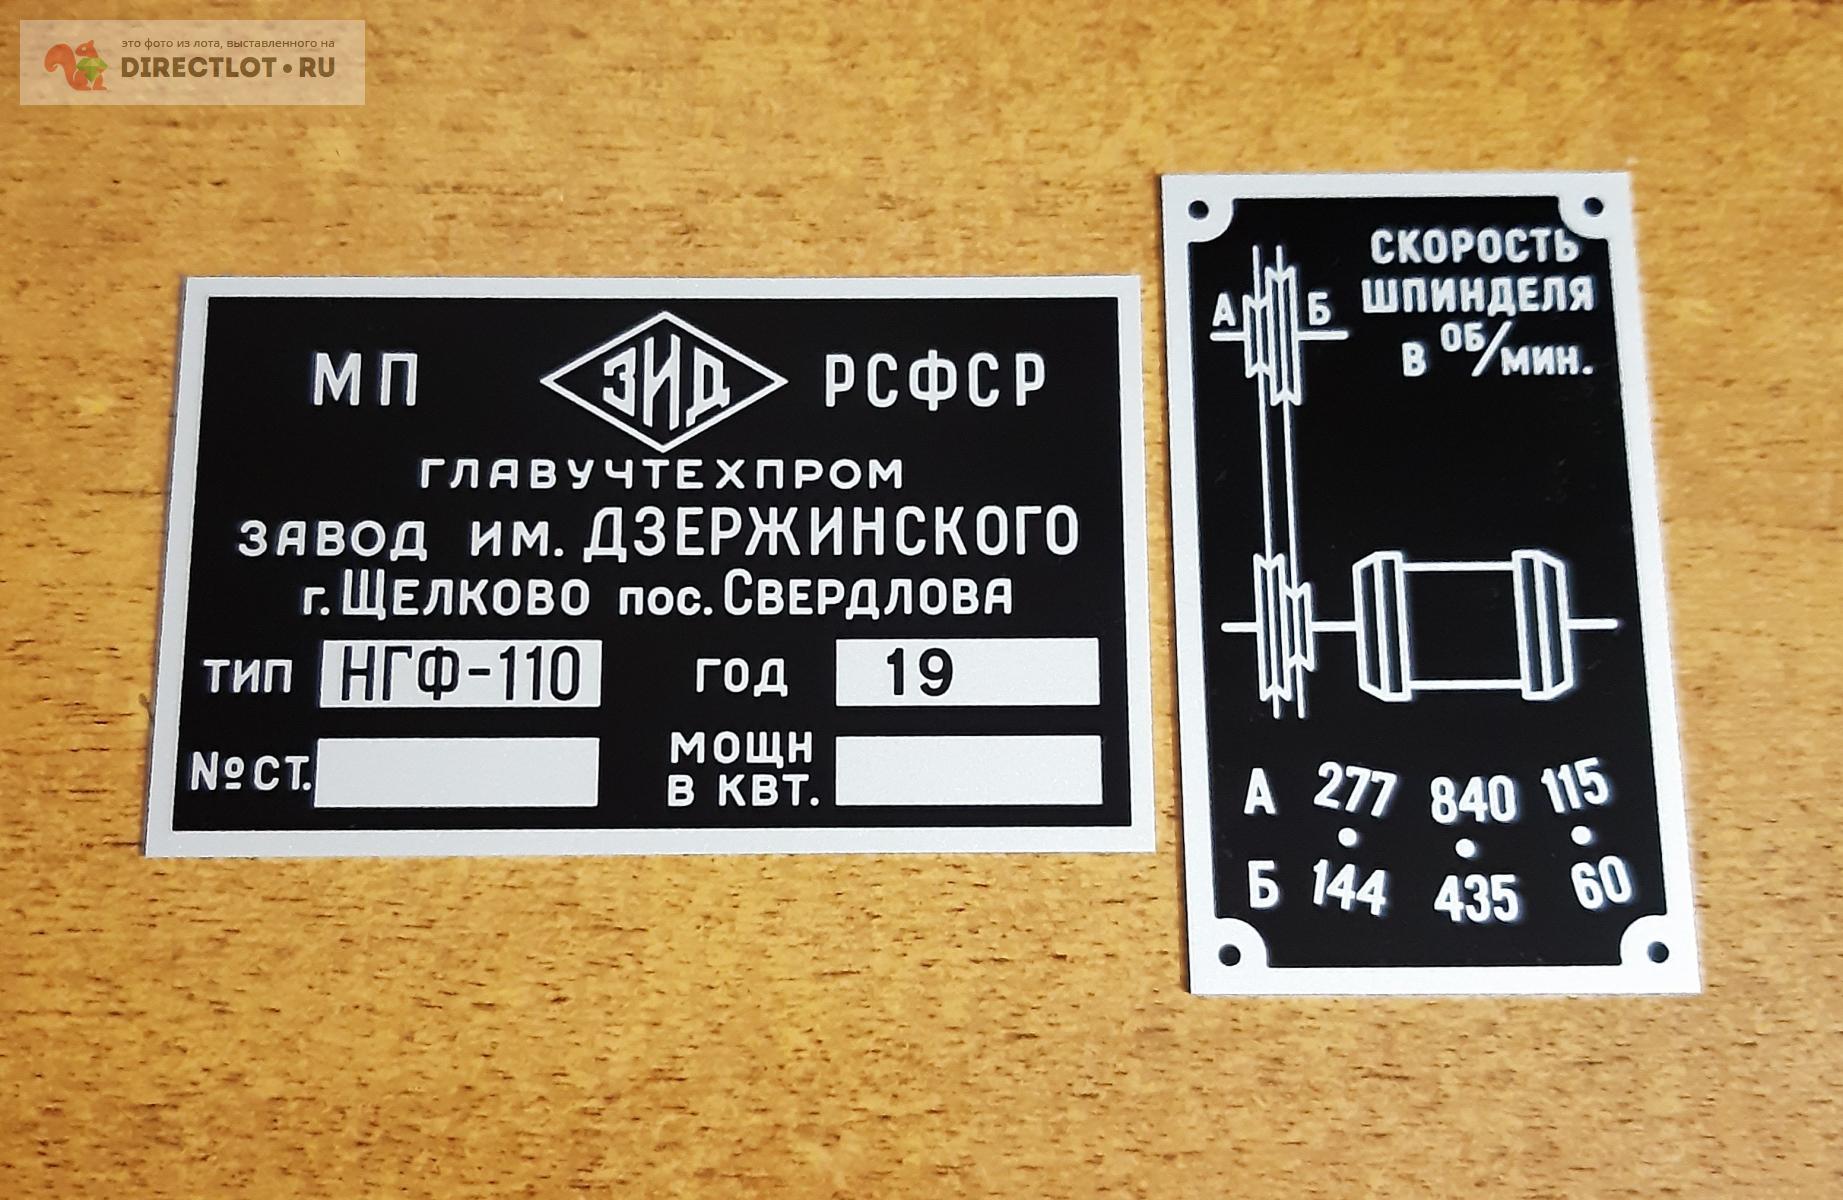 это фото из лота, выставленного на
DIRECTLOT•RU
МП ЗИД РСФСР
ГЛАВУЧТЕХПРОМ
ЗАВОД ИМ. ДЗЕРЖИНСКОГО
г. ЩЕЛКОВО пос. СВЕРДЛОВА
ТИП НГФ-110 ГОД 19
№ СТ. МОЩН
В КВТ.
СКОРОСТЬ
ШПИНДЕЛЯ
В ОБ/МИН.
А Б
А 277 840 115
Б 144 435 60